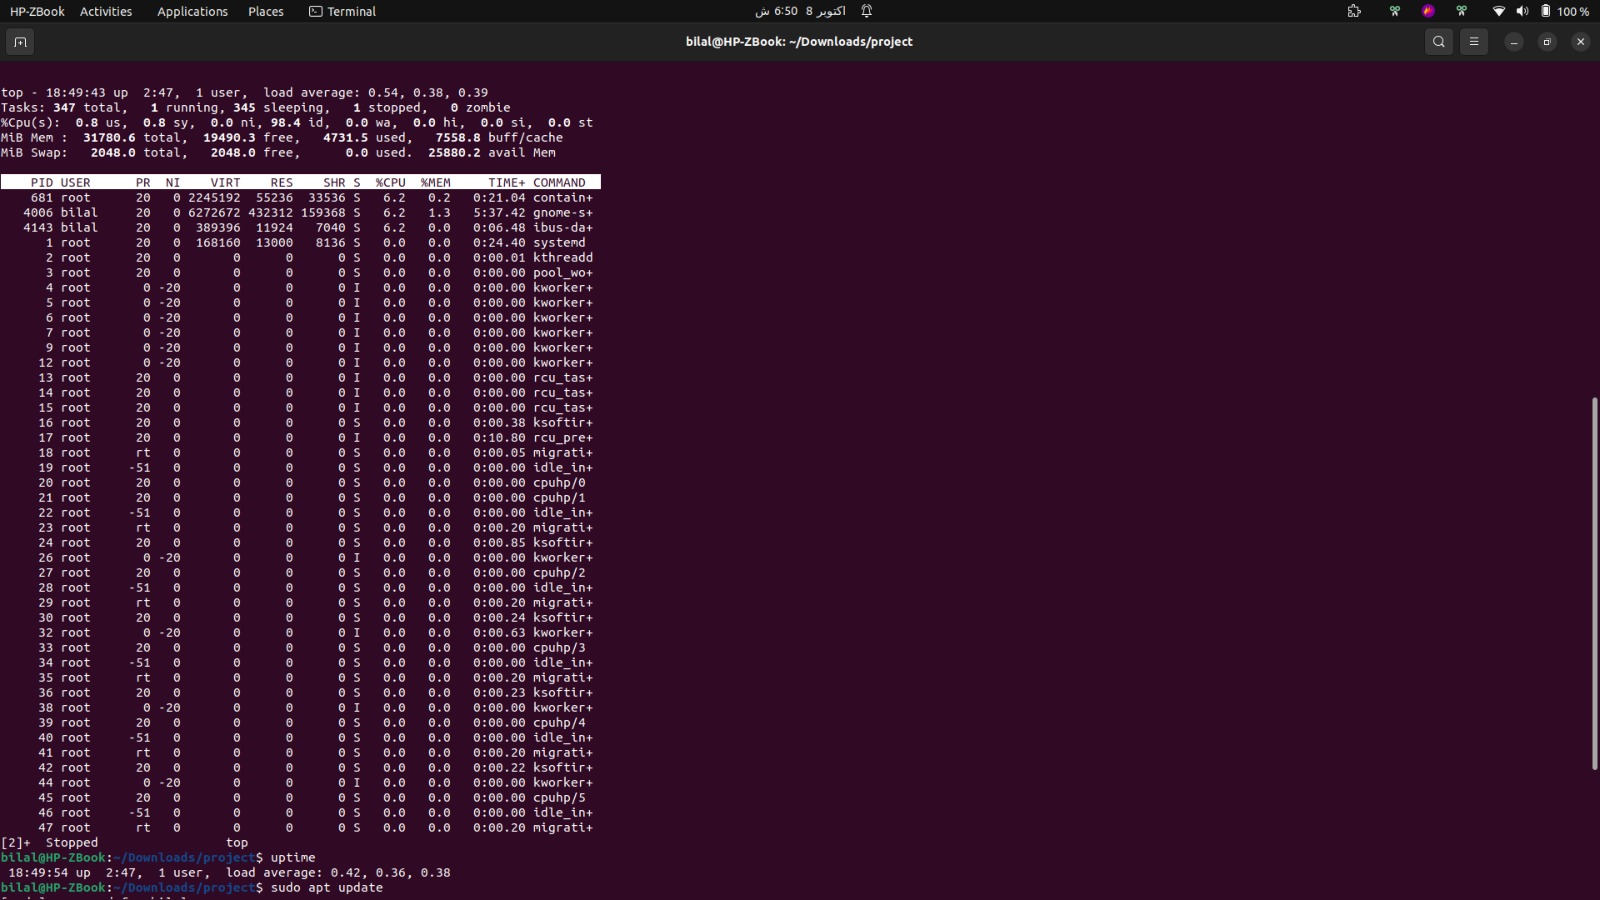 HP-ZBook Activities Applications Places Terminal اکتوبر 8 6:50 ش 100 %
bilal@HP-ZBook: ~/Downloads/project
top - 18:49:43 up  2:47,  1 user,  load average: 0.54, 0.38, 0.39
Tasks: 347 total,   1 running, 345 sleeping,   1 stopped,   0 zombie
%Cpu(s):  0.8 us,  0.8 sy,  0.0 ni, 98.4 id,  0.0 wa,  0.0 hi,  0.0 si,  0.0 st
MiB Mem :  31780.6 total,  19490.3 free,   4731.5 used,   7558.8 buff/cache
MiB Swap:   2048.0 total,   2048.0 free,      0.0 used.  25880.2 avail Mem
PID USER      PR  NI    VIRT    RES    SHR S  %CPU  %MEM     TIME+ COMMAND
681 root      20   0 2245192  55236  33536 S   6.2   0.2   0:21.04 contain+
4006 bilal     20   0 6272672 432312 159368 S   6.2   1.3   5:37.42 gnome-s+
4143 bilal     20   0  389396  11924   7040 S   6.2   0.0   0:06.48 ibus-da+
1 root      20   0  168160  13000   8136 S   0.0   0.0   0:24.40 systemd
2 root      20   0       0      0      0 S   0.0   0.0   0:00.01 kthreadd
3 root      20   0       0      0      0 S   0.0   0.0   0:00.00 pool_wo+
4 root       0 -20       0      0      0 I   0.0   0.0   0:00.00 kworker+
5 root       0 -20       0      0      0 I   0.0   0.0   0:00.00 kworker+
6 root       0 -20       0      0      0 I   0.0   0.0   0:00.00 kworker+
7 root       0 -20       0      0      0 I   0.0   0.0   0:00.00 kworker+
9 root       0 -20       0      0      0 I   0.0   0.0   0:00.00 kworker+
12 root       0 -20       0      0      0 I   0.0   0.0   0:00.00 kworker+
13 root      20   0       0      0      0 I   0.0   0.0   0:00.00 rcu_tas+
14 root      20   0       0      0      0 I   0.0   0.0   0:00.00 rcu_tas+
15 root      20   0       0      0      0 I   0.0   0.0   0:00.00 rcu_tas+
16 root      20   0       0      0      0 S   0.0   0.0   0:00.38 ksoftir+
17 root      20   0       0      0      0 I   0.0   0.0   0:10.80 rcu_pre+
18 root      rt   0       0      0      0 S   0.0   0.0   0:00.05 migrati+
19 root     -51   0       0      0      0 S   0.0   0.0   0:00.00 idle_in+
20 root      20   0       0      0      0 S   0.0   0.0   0:00.00 cpuhp/0
21 root      20   0       0      0      0 S   0.0   0.0   0:00.00 cpuhp/1
22 root     -51   0       0      0      0 S   0.0   0.0   0:00.00 idle_in+
23 root      rt   0       0      0      0 S   0.0   0.0   0:00.20 migrati+
24 root      20   0       0      0      0 S   0.0   0.0   0:00.85 ksoftir+
26 root       0 -20       0      0      0 I   0.0   0.0   0:00.00 kworker+
27 root      20   0       0      0      0 S   0.0   0.0   0:00.00 cpuhp/2
28 root     -51   0       0      0      0 S   0.0   0.0   0:00.00 idle_in+
29 root      rt   0       0      0      0 S   0.0   0.0   0:00.20 migrati+
30 root      20   0       0      0      0 S   0.0   0.0   0:00.24 ksoftir+
32 root       0 -20       0      0      0 I   0.0   0.0   0:00.63 kworker+
33 root      20   0       0      0      0 S   0.0   0.0   0:00.00 cpuhp/3
34 root     -51   0       0      0      0 S   0.0   0.0   0:00.00 idle_in+
35 root      rt   0       0      0      0 S   0.0   0.0   0:00.20 migrati+
36 root      20   0       0      0      0 S   0.0   0.0   0:00.23 ksoftir+
38 root       0 -20       0      0      0 I   0.0   0.0   0:00.00 kworker+
39 root      20   0       0      0      0 S   0.0   0.0   0:00.00 cpuhp/4
40 root     -51   0       0      0      0 S   0.0   0.0   0:00.00 idle_in+
41 root      rt   0       0      0      0 S   0.0   0.0   0:00.20 migrati+
42 root      20   0       0      0      0 S   0.0   0.0   0:00.22 ksoftir+
44 root       0 -20       0      0      0 I   0.0   0.0   0:00.00 kworker+
45 root      20   0       0      0      0 S   0.0   0.0   0:00.00 cpuhp/5
46 root     -51   0       0      0      0 S   0.0   0.0   0:00.00 idle_in+
47 root      rt   0       0      0      0 S   0.0   0.0   0:00.20 migrati+
[2]+  Stopped                 top
bilal@HP-ZBook:~/Downloads/project$ uptime
18:49:54 up  2:47,  1 user,  load average: 0.42, 0.36, 0.38
bilal@HP-ZBook:~/Downloads/project$ sudo apt update